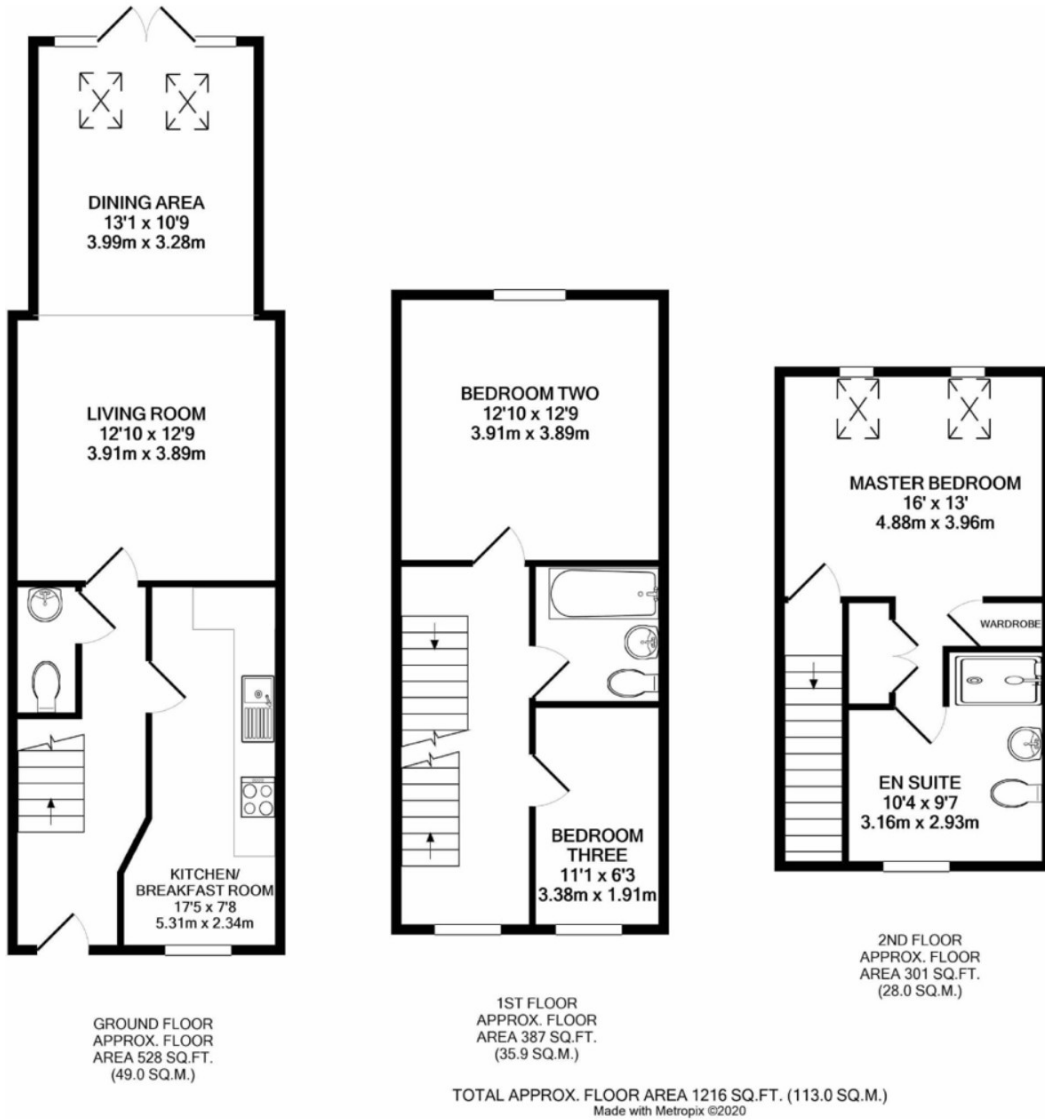 DINING AREA
13'1 x 10'9
3.99m x 3.28m
LIVING ROOM
12'10 x 12'9
3.91m x 3.89m
KITCHEN/
BREAKFAST ROOM
17'5 x 7'8
5.31m x 2.34m
GROUND FLOOR
APPROX. FLOOR
AREA 528 SQ.FT.
(49.0 SQ.M.)
BEDROOM TWO
12'10 x 12'9
3.91m x 3.89m
BEDROOM
THREE
11'1 x 6'3
3.38m x 1.91m
1ST FLOOR
APPROX. FLOOR
AREA 387 SQ.FT.
(35.9 SQ.M.)
MASTER BEDROOM
16' x 13'
4.88m x 3.96m
WARDROBE
EN SUITE
10'4 x 9'7
3.16m x 2.93m
2ND FLOOR
APPROX. FLOOR
AREA 301 SQ.FT.
(28.0 SQ.M.)
TOTAL APPROX. FLOOR AREA 1216 SQ.FT. (113.0 SQ.M.)
Made with Metropix ©2020